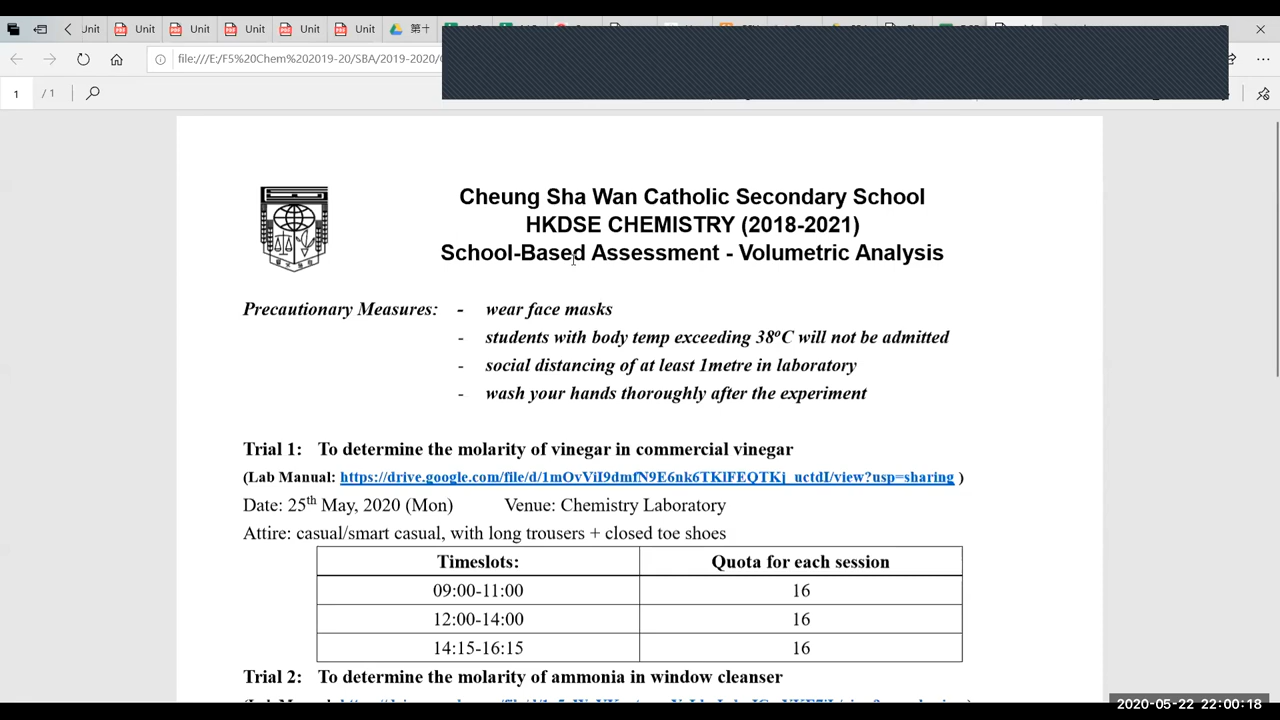 Unit
Unit
Unit
Unit
Unit
Unit
第十
file:///E:/F5%20Chem%202019-20/SBA/2019-2020/
1 / 1
Cheung Sha Wan Catholic Secondary School
HKDSE CHEMISTRY (2018-2021)
School-Based Assessment - Volumetric Analysis
Precautionary Measures: - wear face masks
- students with body temp exceeding 38ºC will not be admitted
- social distancing of at least 1metre in laboratory
- wash your hands thoroughly after the experiment
Trial 1: To determine the molarity of vinegar in commercial vinegar
(Lab Manual: https://drive.google.com/file/d/1mOvViI9dmfN9E6nk6TKlFEQTKj_uctdI/view?usp=sharing )
Date: 25th May, 2020 (Mon) Venue: Chemistry Laboratory
Attire: casual/smart casual, with long trousers + closed toe shoes
Timeslots: Quota for each session
09:00-11:00 16
12:00-14:00 16
14:15-16:15 16
Trial 2: To determine the molarity of ammonia in window cleanser
2020-05-22 22:00:18